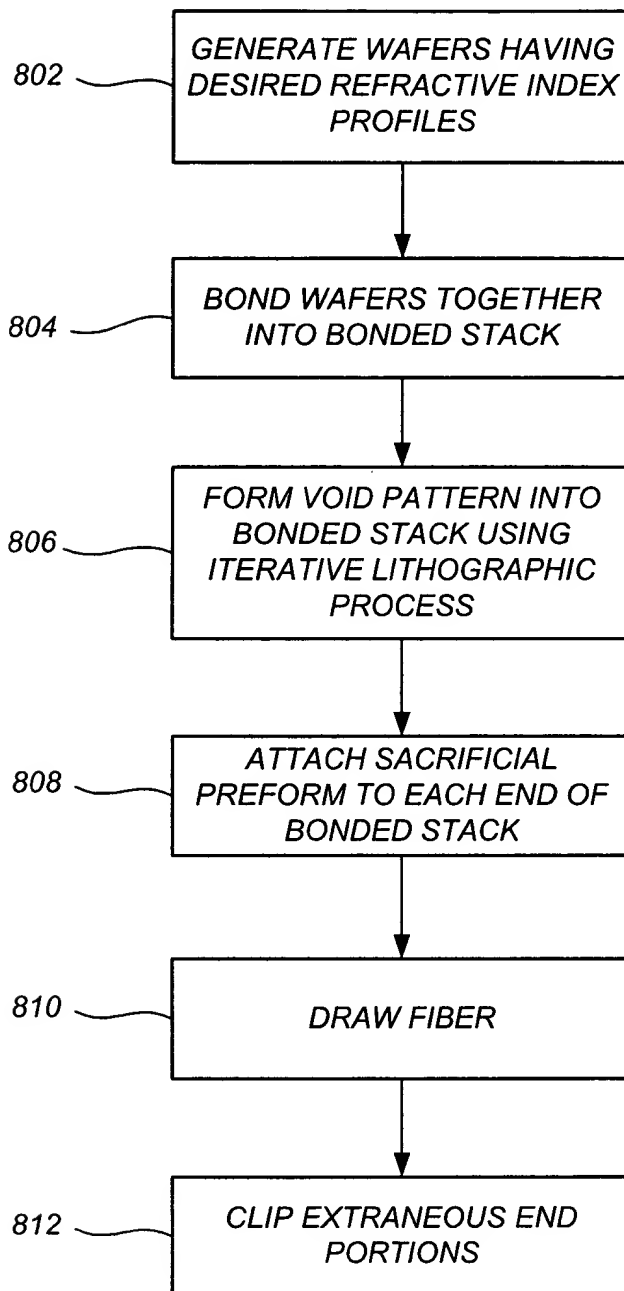 802
GENERATE WAFERS HAVING
DESIRED REFRACTIVE INDEX
PROFILES
804
BOND WAFERS TOGETHER
INTO BONDED STACK
806
FORM VOID PATTERN INTO
BONDED STACK USING
ITERATIVE LITHOGRAPHIC
PROCESS
808
ATTACH SACRIFICIAL
PREFORM TO EACH END OF
BONDED STACK
810
DRAW FIBER
812
CLIP EXTRANEOUS END
PORTIONS